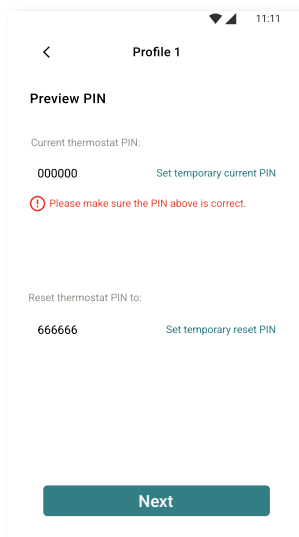 11:11
Profile 1
Preview PIN
Current thermostat PIN:
000000 Set temporary current PIN
Please make sure the PIN above is correct.
Reset thermostat PIN to:
666666 Set temporary reset PIN
Next